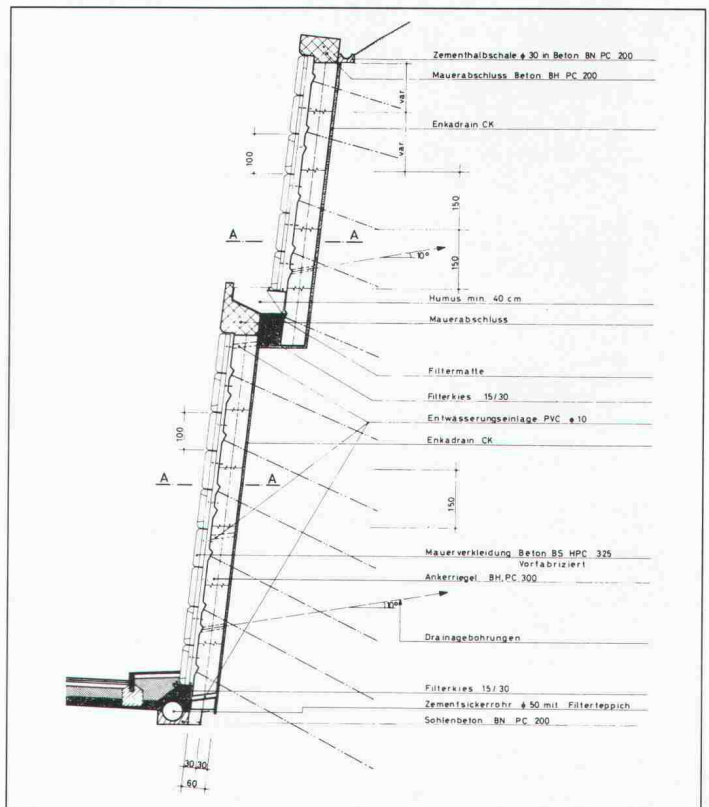 Zementhalbschale ϕ 30 in Beton BN PC 200
Mauerabschluss Beton BH PC 200
var
Enkadrain CK
var
100
150
A A
10°
150
Humus min. 40 cm
Mauerabschluss
Filtermatte
Filterkies 15/30
Entwässerungseinlage PVC ϕ 10
100
Enkadrain CK
A A
150
Mauerverkleidung Beton BS HPC 325
Vorfabriziert
Ankerriegel BH, PC 300
10°
Drainagebohrungen
Filterkies 15/30
Zementsickerrohr ϕ 50 mit Filterteppich
Sohlenbeton BN PC 200
30 30
60